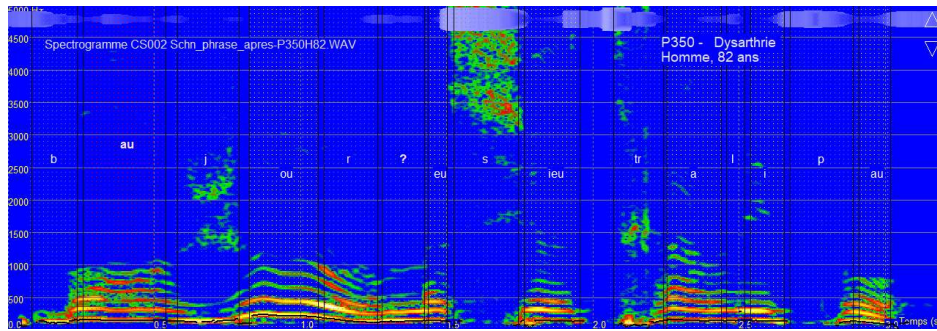 5000 Hz
Spectrogramme CS002 Schn_phrase_apres-P350H82.WAV
P350 - Dysarthrie
Homme, 82 ans
4500
4000
3500
3000
2500
2000
1500
1000
500
0.0
au
b j r ? s tr l p
ou eu ieu a i au
0.5 1.0 1.5 2.0 2.5 Temps (s